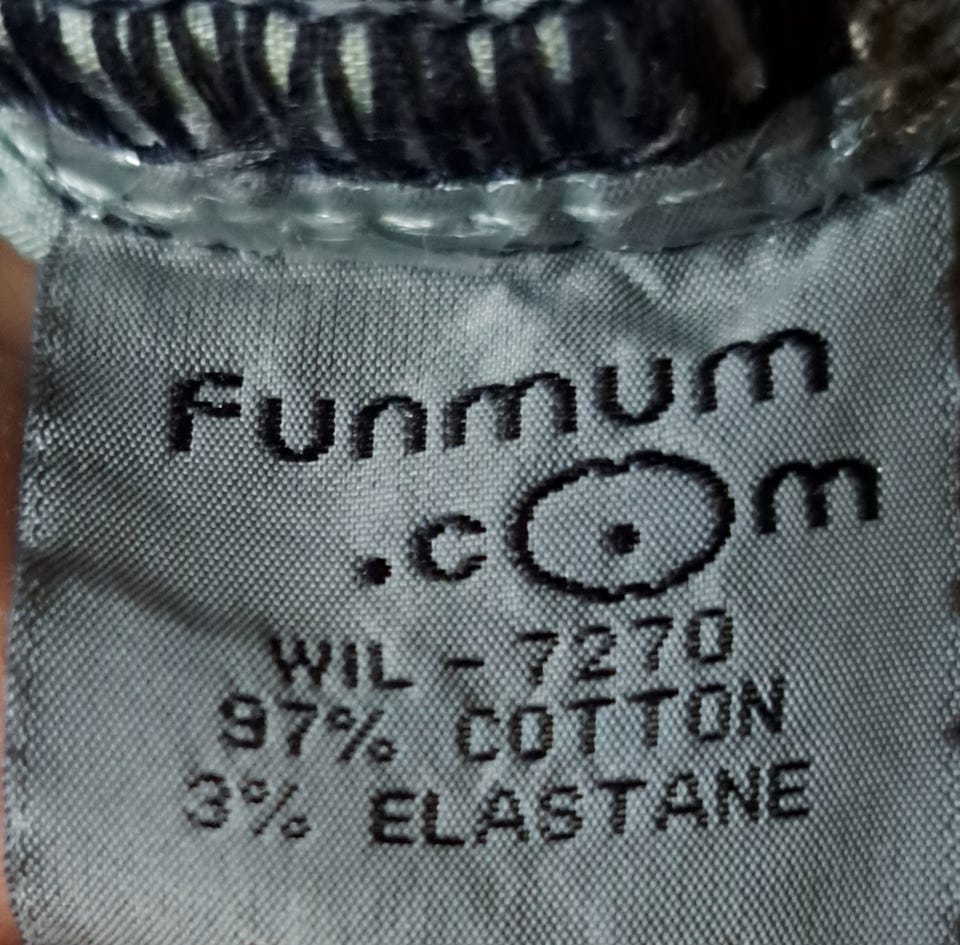 Funmum
.com
WIL - 7270
97% COTTON
3% ELASTANE